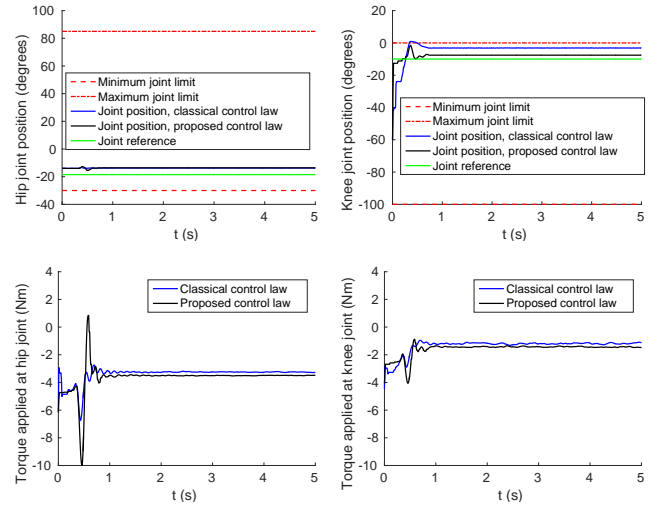 100
80
60
40
20
0
-20
-40
Hip joint position (degrees)
Minimum joint limit
Maximum joint limit
Joint position, classical control law
Joint position, proposed control law
Joint reference
0 1 2 3 4 5
t (s)
20
0
-20
-40
-60
-80
-100
Knee joint position (degrees)
Minimum joint limit
Maximum joint limit
Joint position, classical control law
Joint position, proposed control law
Joint reference
0 1 2 3 4 5
t (s)
4
2
0
-2
-4
-6
-8
-10
Torque applied at hip joint (Nm)
Classical control law
Proposed control law
0 1 2 3 4 5
t (s)
4
2
0
-2
-4
-6
-8
-10
Torque applied at knee joint (Nm)
Classical control law
Proposed control law
0 1 2 3 4 5
t (s)